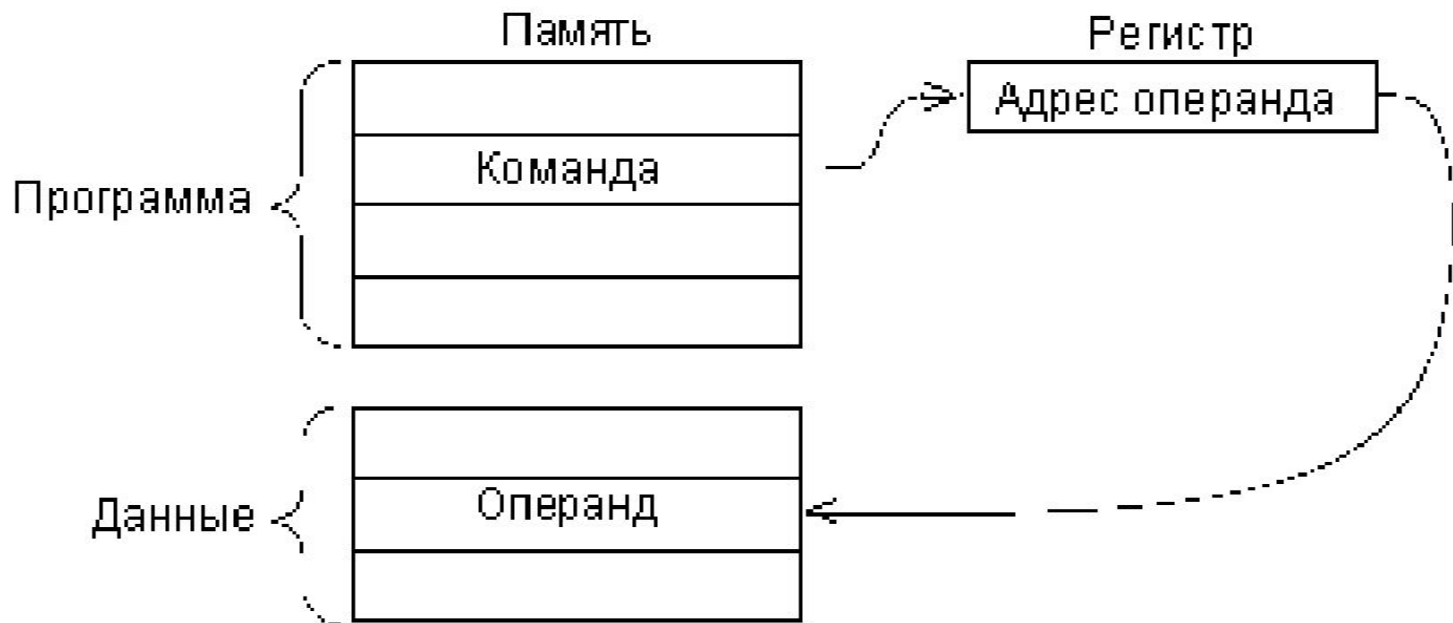 Память
Регистр
Адрес операнда
Команда
Программа
Операнд
Данные